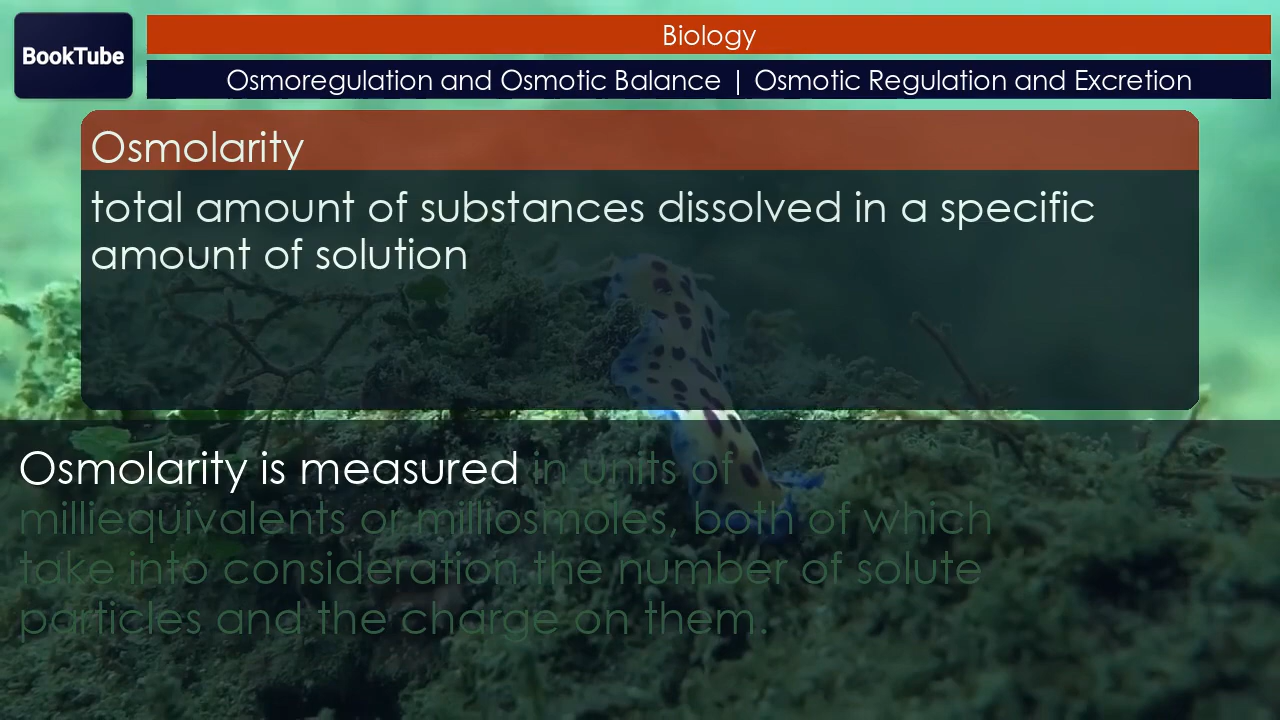 BookTube
Biology
Osmoregulation and Osmotic Balance | Osmotic Regulation and Excretion
Osmolarity
total amount of substances dissolved in a specific
amount of solution
Osmolarity is measured in units of
milliequivalents or milliosmoles, both of which
take into consideration the number of solute
particles and the charge on them.